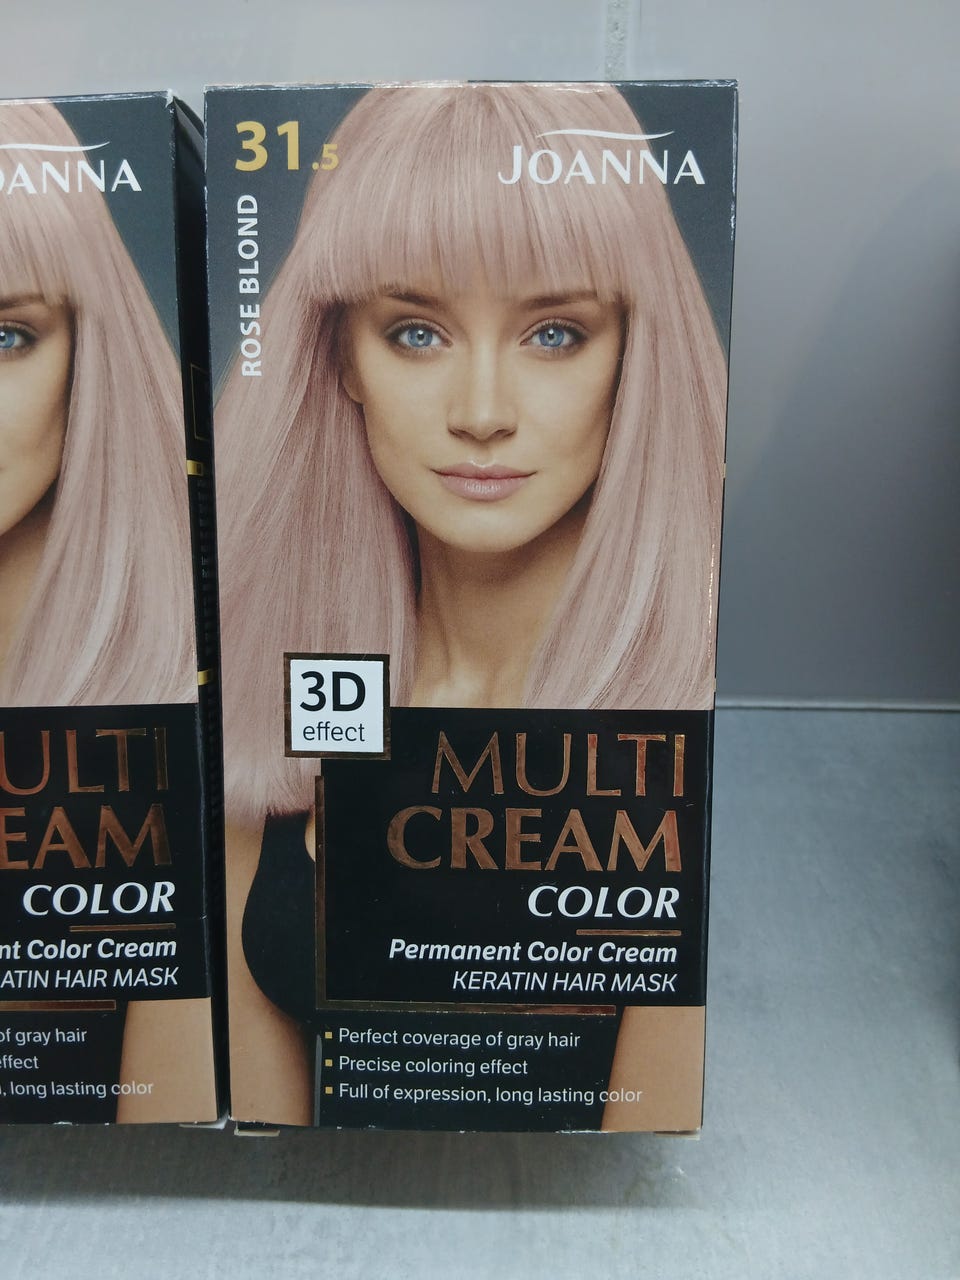 31.5
JOANNA
ROSE BLOND
3D
effect
MULTI
CREAM
COLOR
Permanent Color Cream
KERATIN HAIR MASK
Perfect coverage of gray hair
Precise coloring effect
Full of expression, long lasting color
OANNA
ULTI
EAM
COLOR
nt Color Cream
ATIN HAIR MASK
of gray hair
effect
, long lasting color